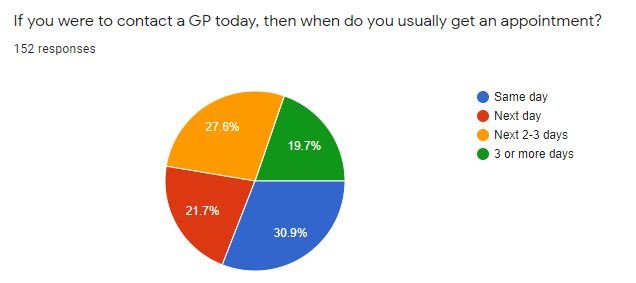 If you were to contact a GP today, then when do you usually get an appointment?
152 responses
Same day
Next day
Next 2-3 days
3 or more days
27.6%
19.7%
21.7%
30.9%